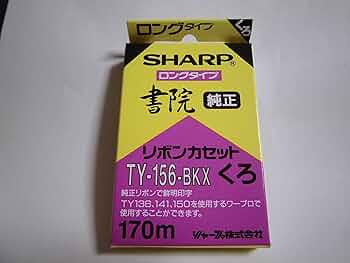 ロングタイプ
くろ
SHARP®
ロングタイプ
書院 純正
リボンカセット
TY-156-BKX くろ
純正リボンで鮮明印字
TY138,141,150を使用するワープロで
使用することができます。
170m シャープ株式会社